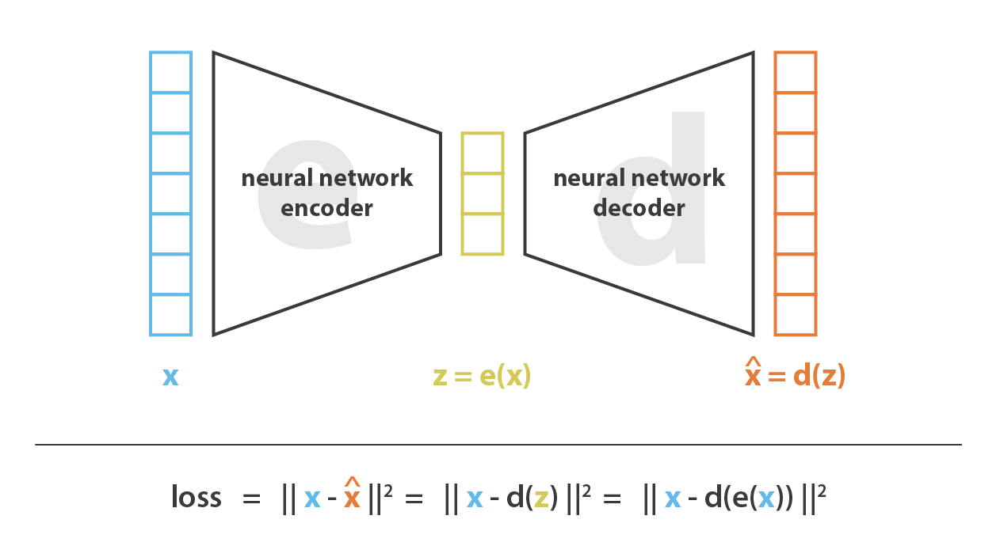 e
neural network
encoder
d
neural network
decoder
x
z = e(x)
x̂ = d(z)
loss = || x - x̂ ||² = || x - d(z) ||² = || x - d(e(x)) ||²